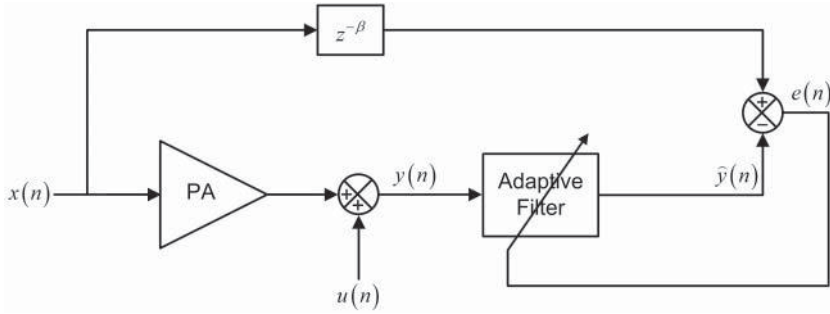 z^{-β}
+
−
e(n)
x(n)
PA
+
+
y(n)
Adaptive
Filter
ŷ(n)
u(n)